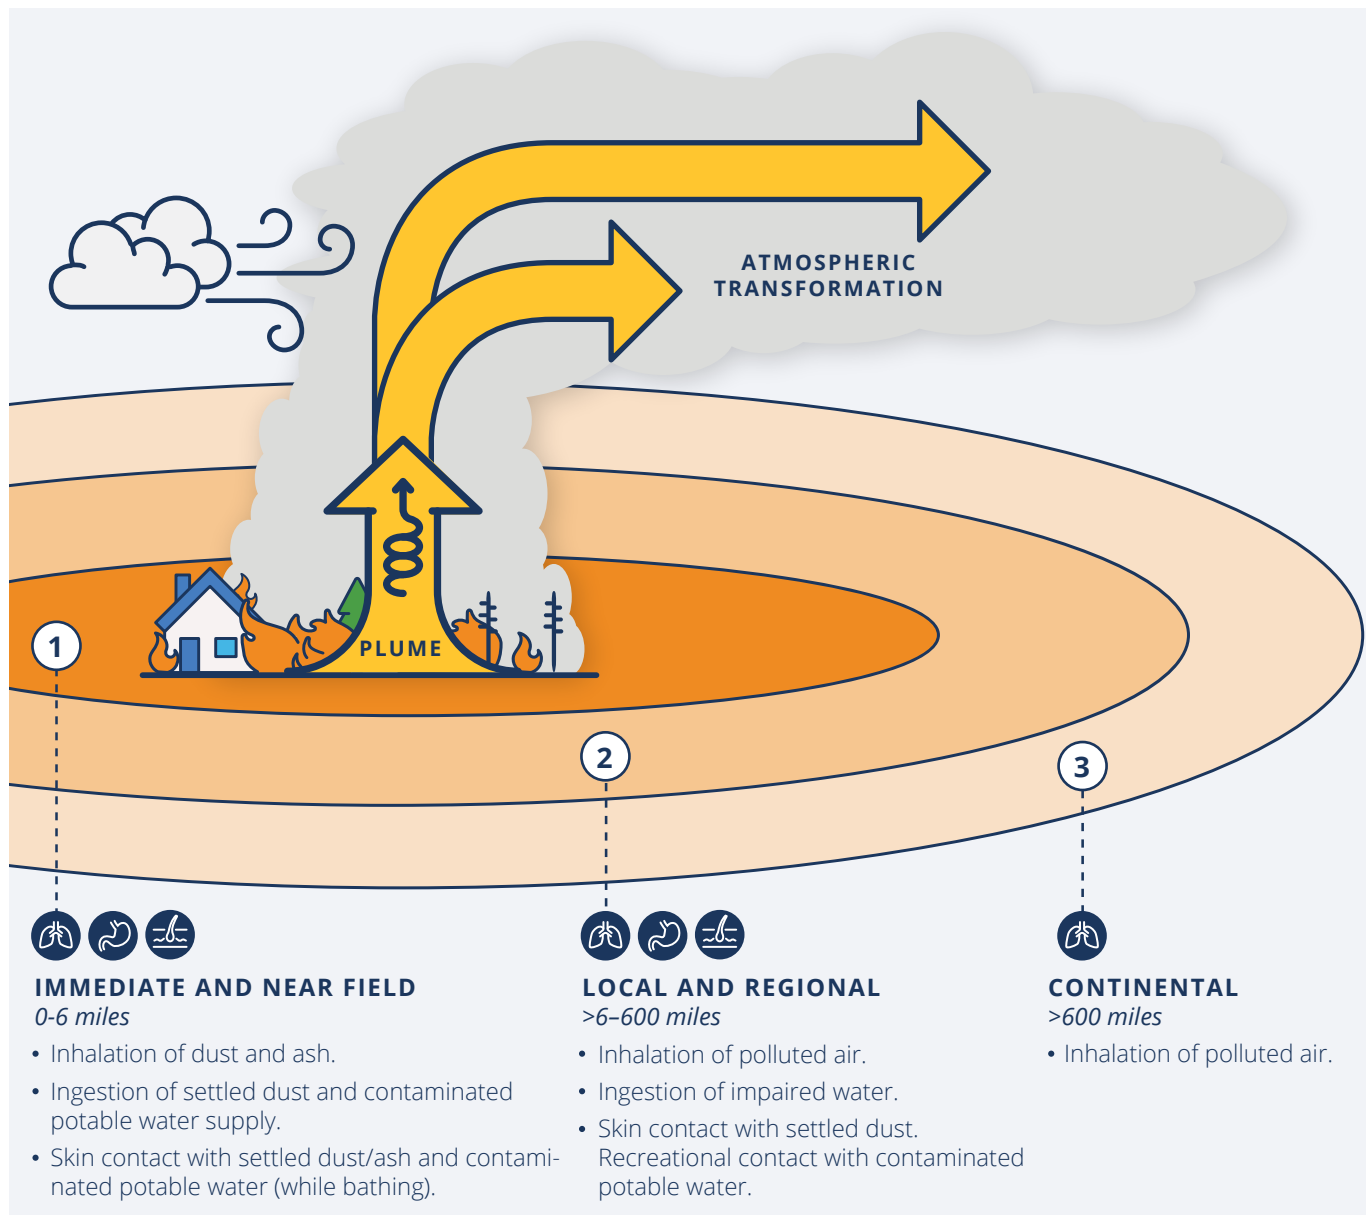 ATMOSPHERIC
TRANSFORMATION
PLUME
1
2
3
IMMEDIATE AND NEAR FIELD
0-6 miles
• Inhalation of dust and ash.
• Ingestion of settled dust and contaminated
potable water supply.
• Skin contact with settled dust/ash and contami-
nated potable water (while bathing).
LOCAL AND REGIONAL
>6–600 miles
• Inhalation of polluted air.
• Ingestion of impaired water.
• Skin contact with settled dust.
Recreational contact with contaminated
potable water.
CONTINENTAL
>600 miles
• Inhalation of polluted air.